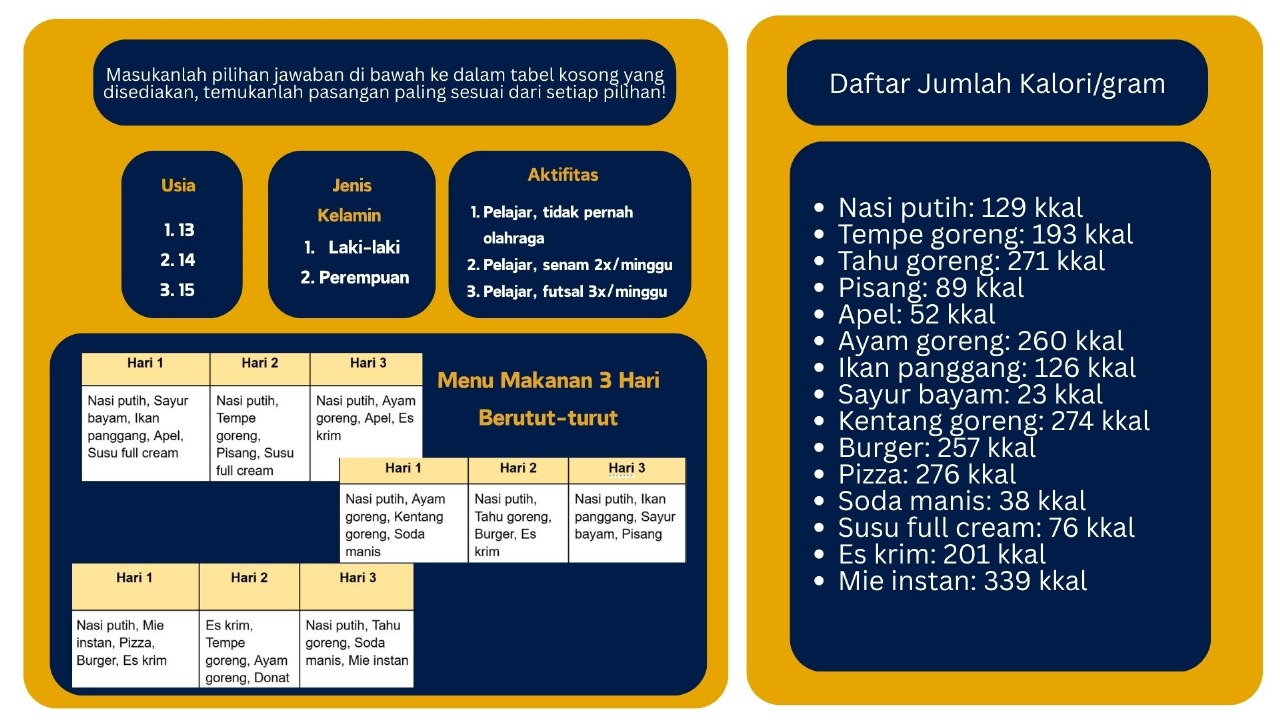 Masukanlah pilihan jawaban di bawah ke dalam tabel kosong yang
disediakan, temukanlah pasangan paling sesuai dari setiap pilihan!
Usia
1. 13
2. 14
3. 15
Jenis
Kelamin
1. Laki-laki
2. Perempuan
Aktifitas
1. Pelajar, tidak pernah
olahraga
2. Pelajar, senam 2x/minggu
3. Pelajar, futsal 3x/minggu
Menu Makanan 3 Hari
Berutut-turut
Hari 1
Hari 2
Hari 3
Nasi putih, Sayur
bayam, Ikan
panggang, Apel,
Susu full cream
Nasi putih,
Tempe
goreng,
Pisang, Susu
full cream
Nasi putih, Ayam
goreng, Apel, Es
krim
Hari 1
Hari 2
Hari 3
Nasi putih, Ayam
goreng, Kentang
goreng, Soda
manis
Nasi putih,
Tahu goreng,
Burger, Es
krim
Nasi putih, Ikan
panggang, Sayur
bayam, Pisang
Hari 1
Hari 2
Hari 3
Nasi putih, Mie
instan, Pizza,
Burger, Es krim
Es krim,
Tempe
goreng, Ayam
goreng, Donat
Nasi putih, Tahu
goreng, Soda
manis, Mie instan
Daftar Jumlah Kalori/gram
• Nasi putih: 129 kkal
• Tempe goreng: 193 kkal
• Tahu goreng: 271 kkal
• Pisang: 89 kkal
• Apel: 52 kkal
• Ayam goreng: 260 kkal
• Ikan panggang: 126 kkal
• Sayur bayam: 23 kkal
• Kentang goreng: 274 kkal
• Burger: 257 kkal
• Pizza: 276 kkal
• Soda manis: 38 kkal
• Susu full cream: 76 kkal
• Es krim: 201 kkal
• Mie instan: 339 kkal